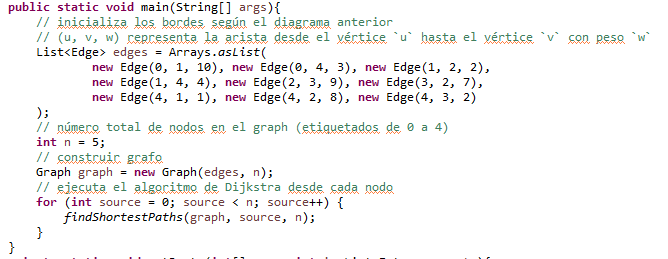 public static void main(String[] args){
// inicializa los bordes según el diagrama anterior
// (u, v, w) representa la arista desde el vértice `u` hasta el vértice `v` con peso `w`
List<Edge> edges = Arrays.asList(
new Edge(0, 1, 10), new Edge(0, 4, 3), new Edge(1, 2, 2),
new Edge(1, 4, 4), new Edge(2, 3, 9), new Edge(3, 2, 7),
new Edge(4, 1, 1), new Edge(4, 2, 8), new Edge(4, 3, 2)
);
// número total de nodos en el graph (etiquetados de 0 a 4)
int n = 5;
// construir grafo
Graph graph = new Graph(edges, n);
// ejecuta el algoritmo de Dijkstra desde cada nodo
for (int source = 0; source < n; source++) {
findShortestPaths(graph, source, n);
}
}